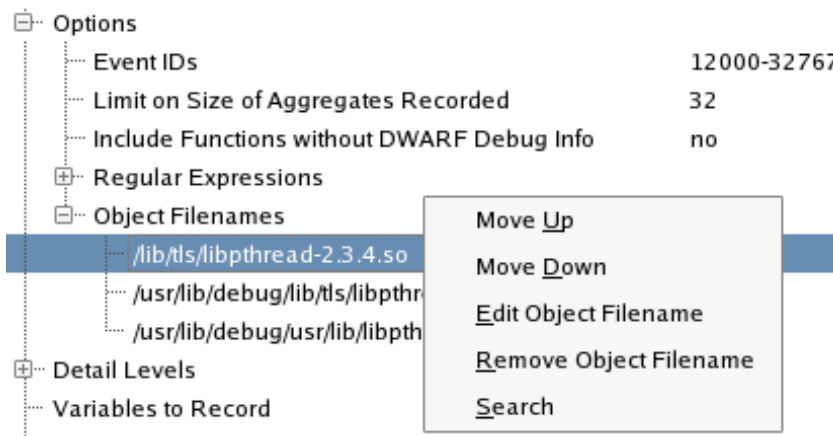 Options
Event IDs 12000-32767
Limit on Size of Aggregates Recorded 32
Include Functions without DWARF Debug Info no
Regular Expressions
Object Filenames
Move Up
/lib/tls/libpthread-2.3.4.so
Move Down
/usr/lib/debug/lib/tls/libpthr
Edit Object Filename
/usr/lib/debug/usr/lib/libpth
Remove Object Filename
Detail Levels
Search
Variables to Record